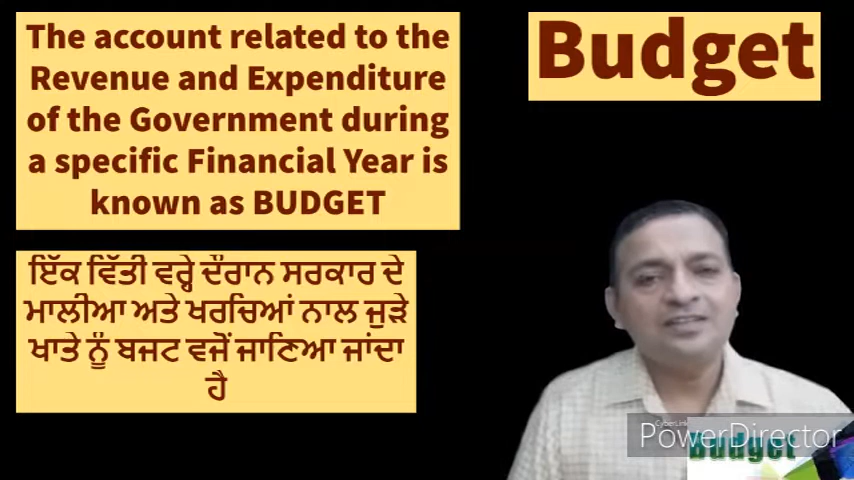 The account related to the
Revenue and Expenditure
of the Government during
a specific Financial Year is
known as BUDGET
Budget
ਇੱਕ ਵਿੱਤੀ ਵਰ੍ਹੇ ਦੌਰਾਨ ਸਰਕਾਰ ਦੇ
ਮਾਲੀਆ ਅਤੇ ਖਰਚਿਆਂ ਨਾਲ ਜੁੜੇ
ਖਾਤੇ ਨੂੰ ਬਜਟ ਵਜੋਂ ਜਾਣਿਆ ਜਾਂਦਾ
ਹੈ
PowerDirector
Budget